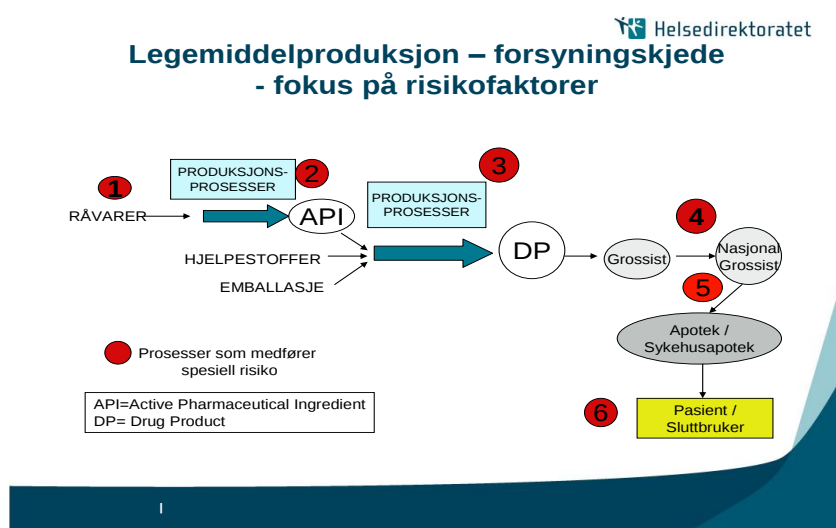 Helsedirektoratet
Legemiddelproduksjon – forsyningskjede
- fokus på risikofaktorer
1
PRODUKSJONS-
PROSESSER
2
3
RÅVARER
API
PRODUKSJONS-
PROSESSER
HJELPESTOFFER
EMBALLASJE
DP
Grossist
4
Nasjonal
Grossist
5
Apotek /
Sykehusapotek
Prosesser som medfører
spesiell risiko
API=Active Pharmaceutical Ingredient
DP= Drug Product
6
Pasient /
Sluttbruker
I